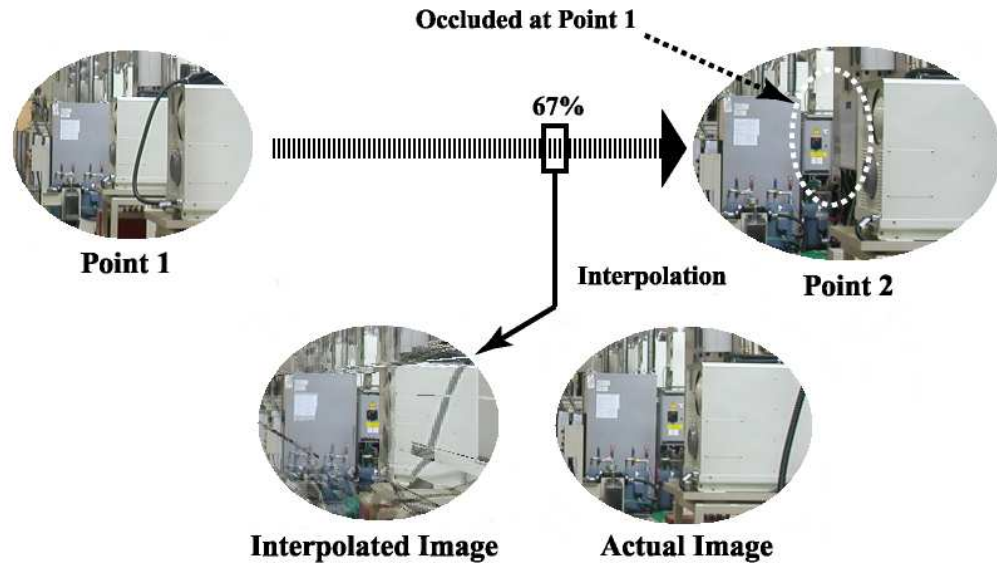 Occluded at Point 1
67%
Point 1
Interpolation
Point 2
Interpolated Image
Actual Image